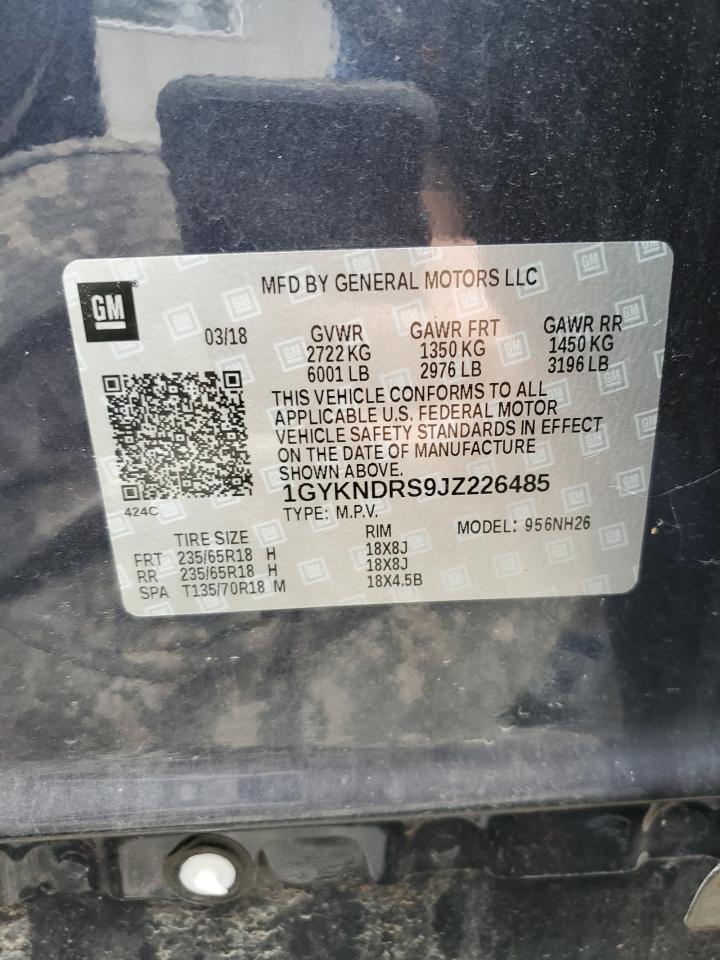 GM
MFD BY GENERAL MOTORS LLC
03/18 GVWR GAWR FRT GAWR RR
2722 KG 1350 KG 1450 KG
6001 LB 2976 LB 3196 LB
THIS VEHICLE CONFORMS TO ALL
APPLICABLE U.S. FEDERAL MOTOR
VEHICLE SAFETY STANDARDS IN EFFECT
ON THE DATE OF MANUFACTURE
SHOWN ABOVE.
1GYKNDRS9JZ226485
424C
TYPE: M.P.V. MODEL: 956NH26
TIRE SIZE RIM
FRT 235/65R18 H 18X8J
RR 235/65R18 H 18X8J
SPA T135/70R18 M 18X4.5B